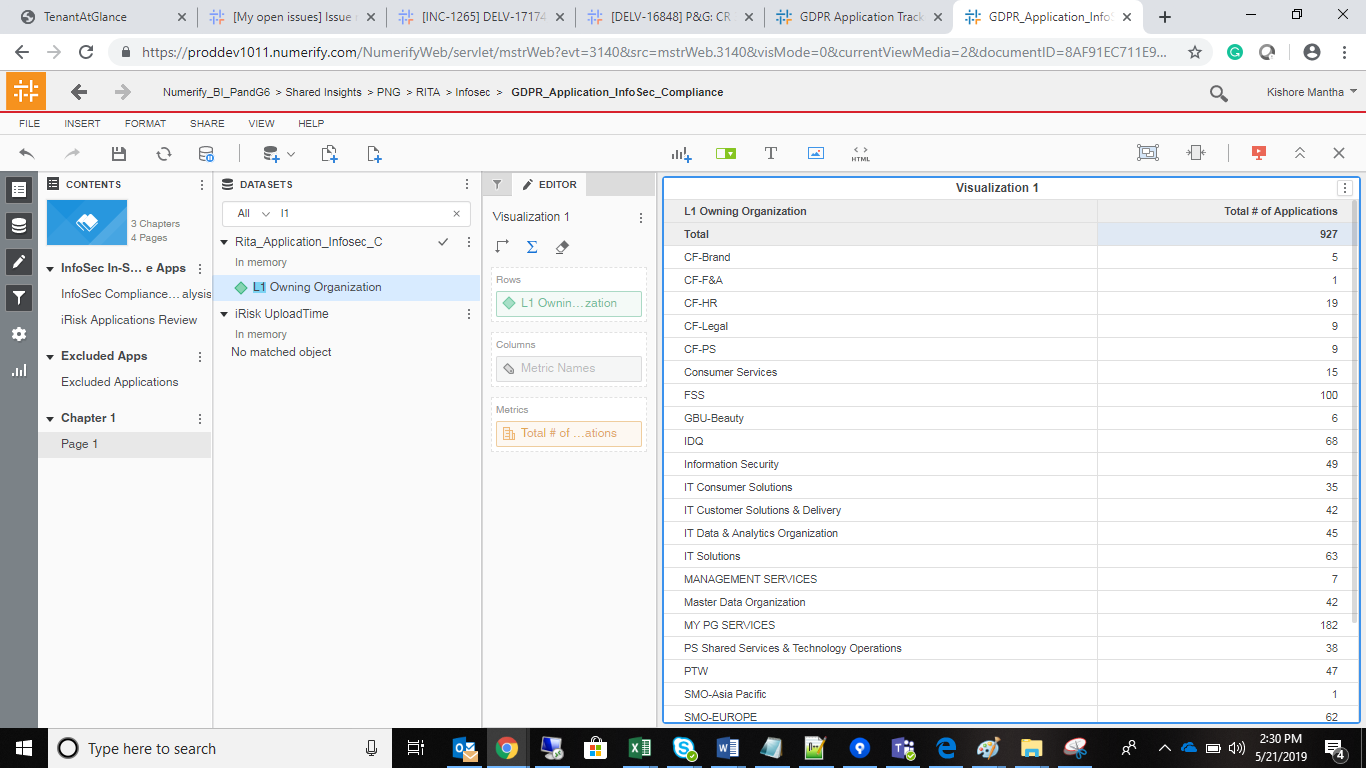 TenantAtGlance
[My open issues] Issue
[INC-1265] DELV-17174
[DELV-16848] P&G: CR
GDPR Application Track
GDPR_Application_InfoS
https://proddev1011.numerify.com/NumerifyWeb/servlet/mstrWeb?evt=3140&src=mstrWeb.3140&visMode=0&currentViewMedia=2&documentID=8AF91EC711E9...
Numerify_BI_PandG6 > Shared Insights > PNG > RITA > Infosec > GDPR_Application_InfoSec_Compliance
Kishore Mantha
FILE INSERT FORMAT SHARE VIEW HELP
HTML
CONTENTS
3 Chapters
4 Pages
InfoSec In-S... e Apps
InfoSec Compliance... alysis
iRisk Applications Review
Excluded Apps
Excluded Applications
Chapter 1
Page 1
DATASETS
All l1
Rita_Application_Infosec_C
In memory
L1 Owning Organization
iRisk UploadTime
In memory
No matched object
EDITOR
Visualization 1
Rows
L1 Ownin...zation
Columns
Metric Names
Metrics
Total # of ...ations
Visualization 1
L1 Owning Organization Total # of Applications
Total 927
CF-Brand 5
CF-F&A 1
CF-HR 19
CF-Legal 9
CF-PS 9
Consumer Services 15
FSS 100
GBU-Beauty 6
IDQ 68
Information Security 49
IT Consumer Solutions 35
IT Customer Solutions & Delivery 42
IT Data & Analytics Organization 45
IT Solutions 63
MANAGEMENT SERVICES 7
Master Data Organization 42
MY PG SERVICES 182
PS Shared Services & Technology Operations 38
PTW 47
SMO-Asia Pacific 1
SMO-EUROPE 62
Type here to search
2:30 PM
5/21/2019
4